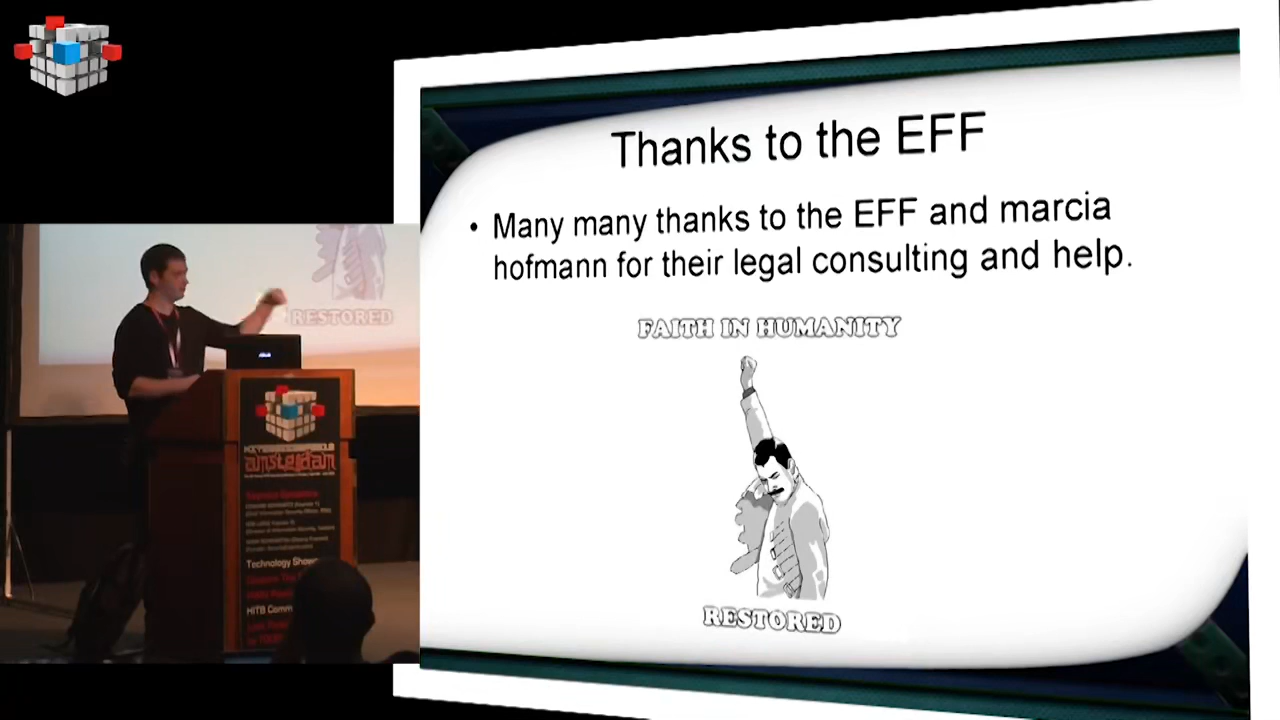 Thanks to the EFF
• Many many thanks to the EFF and marcia
hofmann for their legal consulting and help.
FAITH IN HUMANITY
RESTORED
RESTORED
amsterdam
Technology Show
HITB Comm